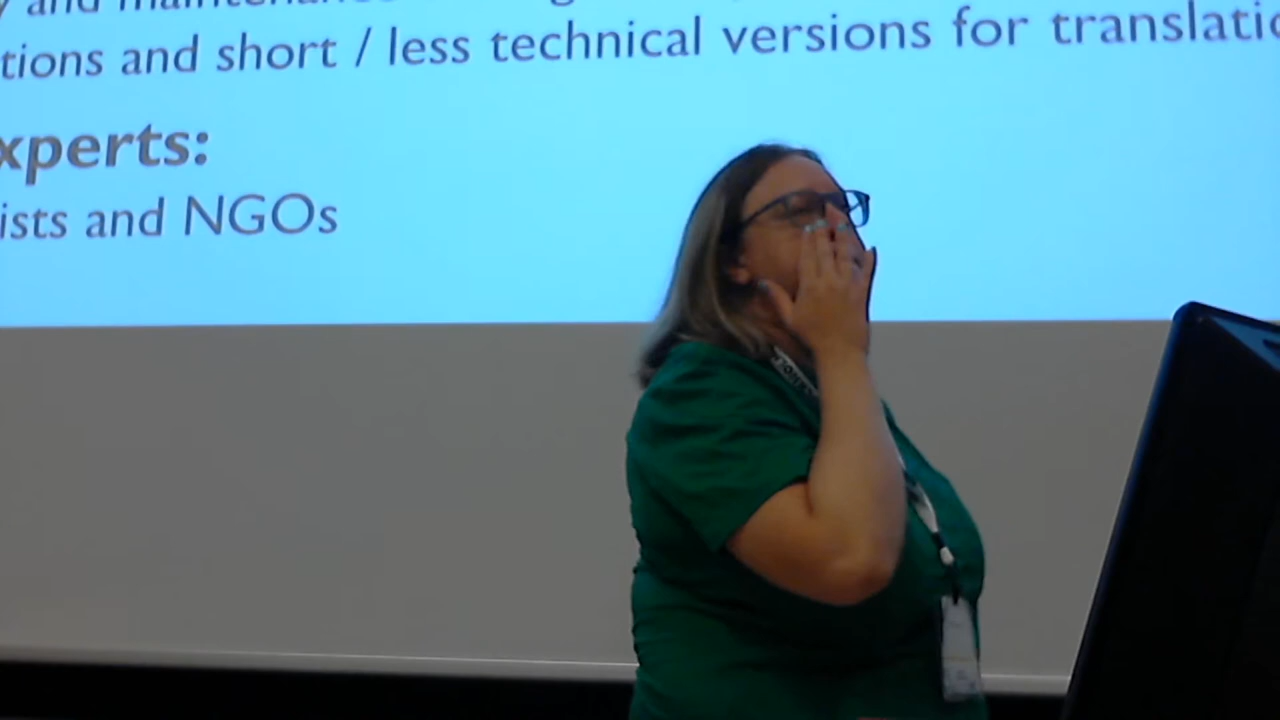 and maintenance
tions and short / less technical versions for translatio
xperts:
ists and NGOs